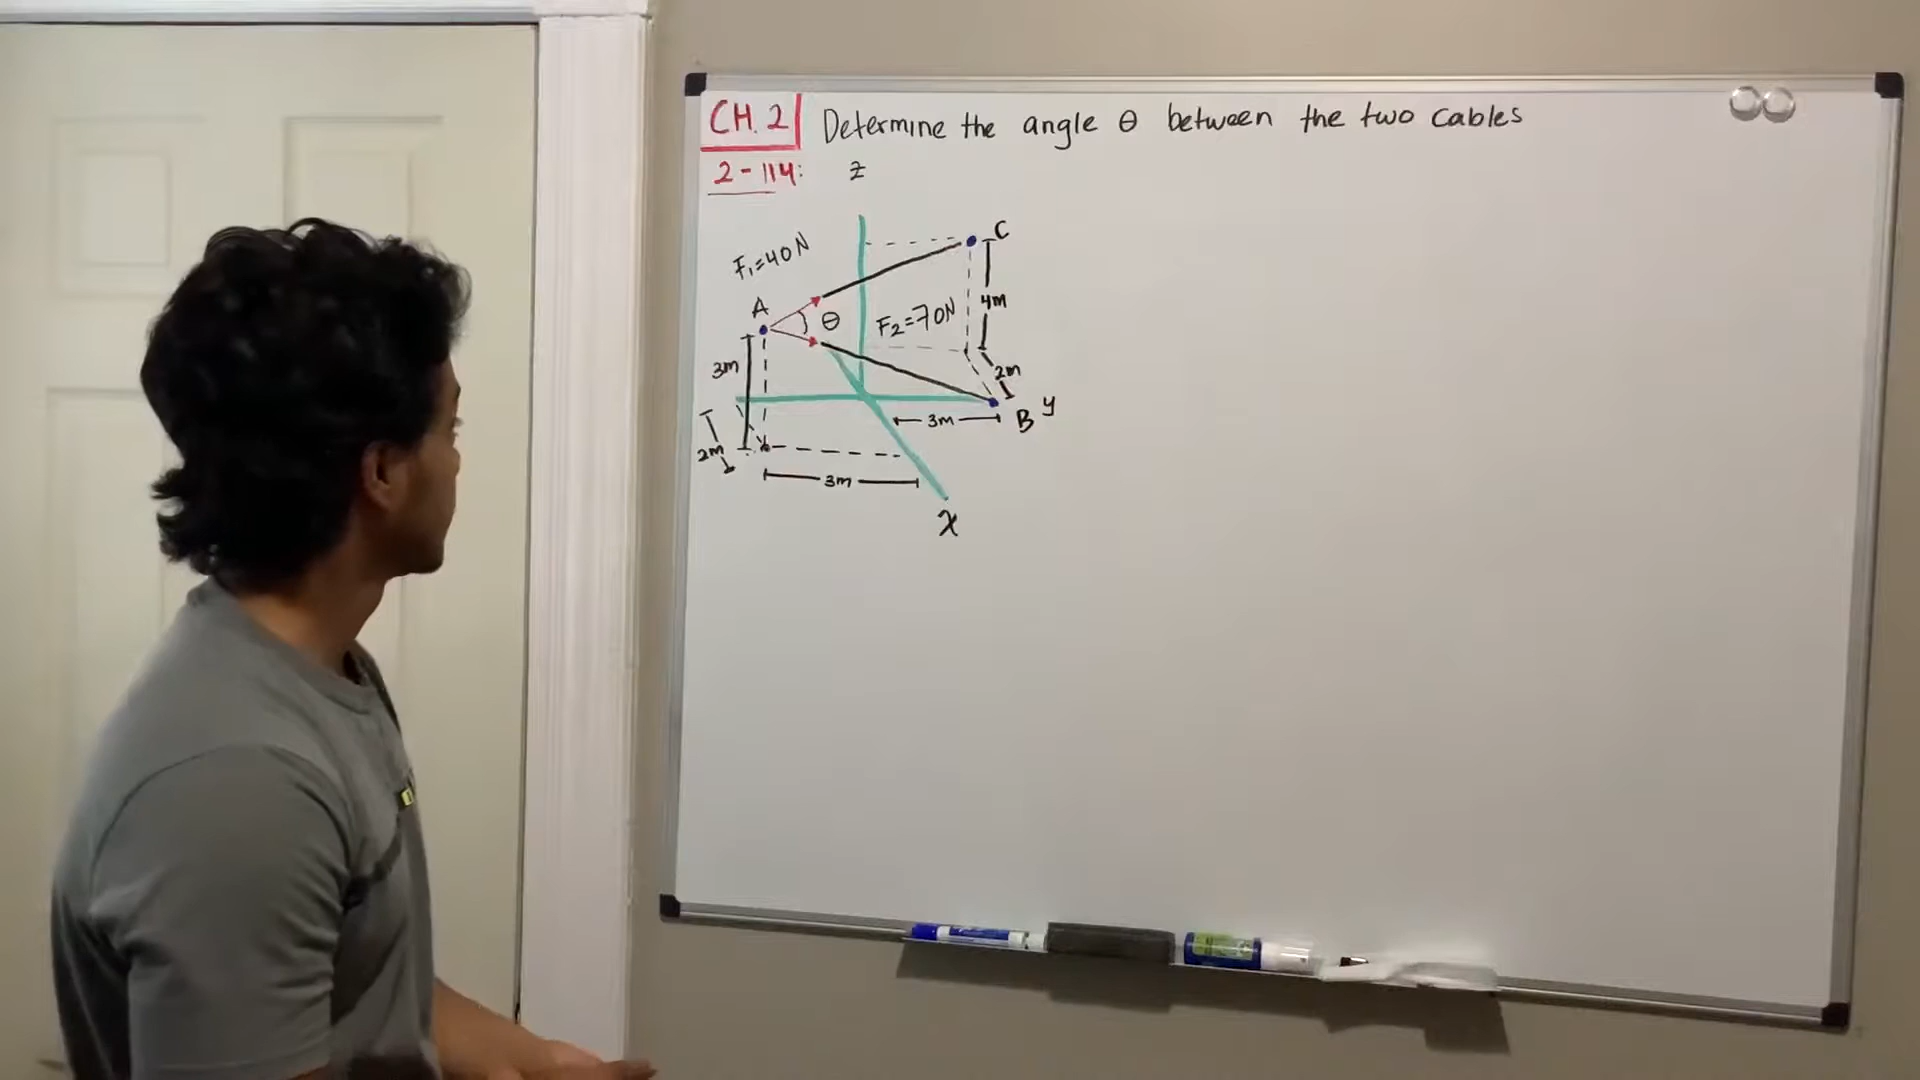 CH. 2 Determine the angle θ between the two cables
2-114:
z
F₁=40N
C
A
θ
F₂=70N
4m
3m
2m
3m
B
y
2m
3m
x